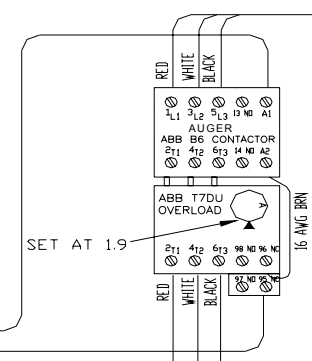 RED
WHITE
BLACK
1L1 3L2 5L3 13 NO A1
AUGER
ABB B6 CONTACTOR
2T1 4T2 6T3 14 NO A2
ABB T7DU
OVERLOAD
A
SET AT 1.9
16 AWG BRN
2T1 4T2 6T3 98 NO 96 NC
97 NO 95 NC
RED
WHITE
BLACK